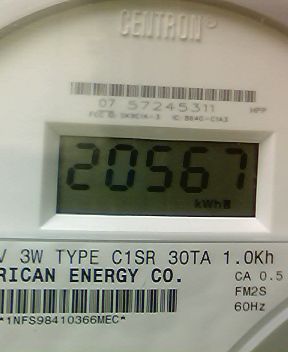 CENTRON®
07 57245311 HPP
20567
kWh
V 3W TYPE C1SR 30TA 1.0Kh
RICAN ENERGY CO. CA 0.5
FM2S
60Hz
*1NFS98410366MEC*